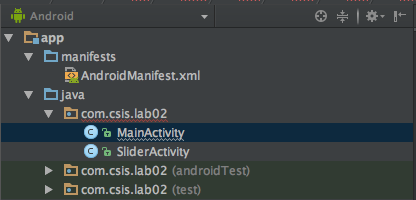 Android
app
manifests
AndroidManifest.xml
java
com.csis.lab02
MainActivity
SliderActivity
com.csis.lab02 (androidTest)
com.csis.lab02 (test)